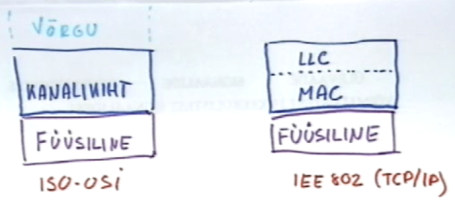 VÕRGU
KANALIKIHT
FÜÜSILINE
ISO-OSI
LLC
MAC
FÜÜSILINE
IEE 802 (TCP/IP)